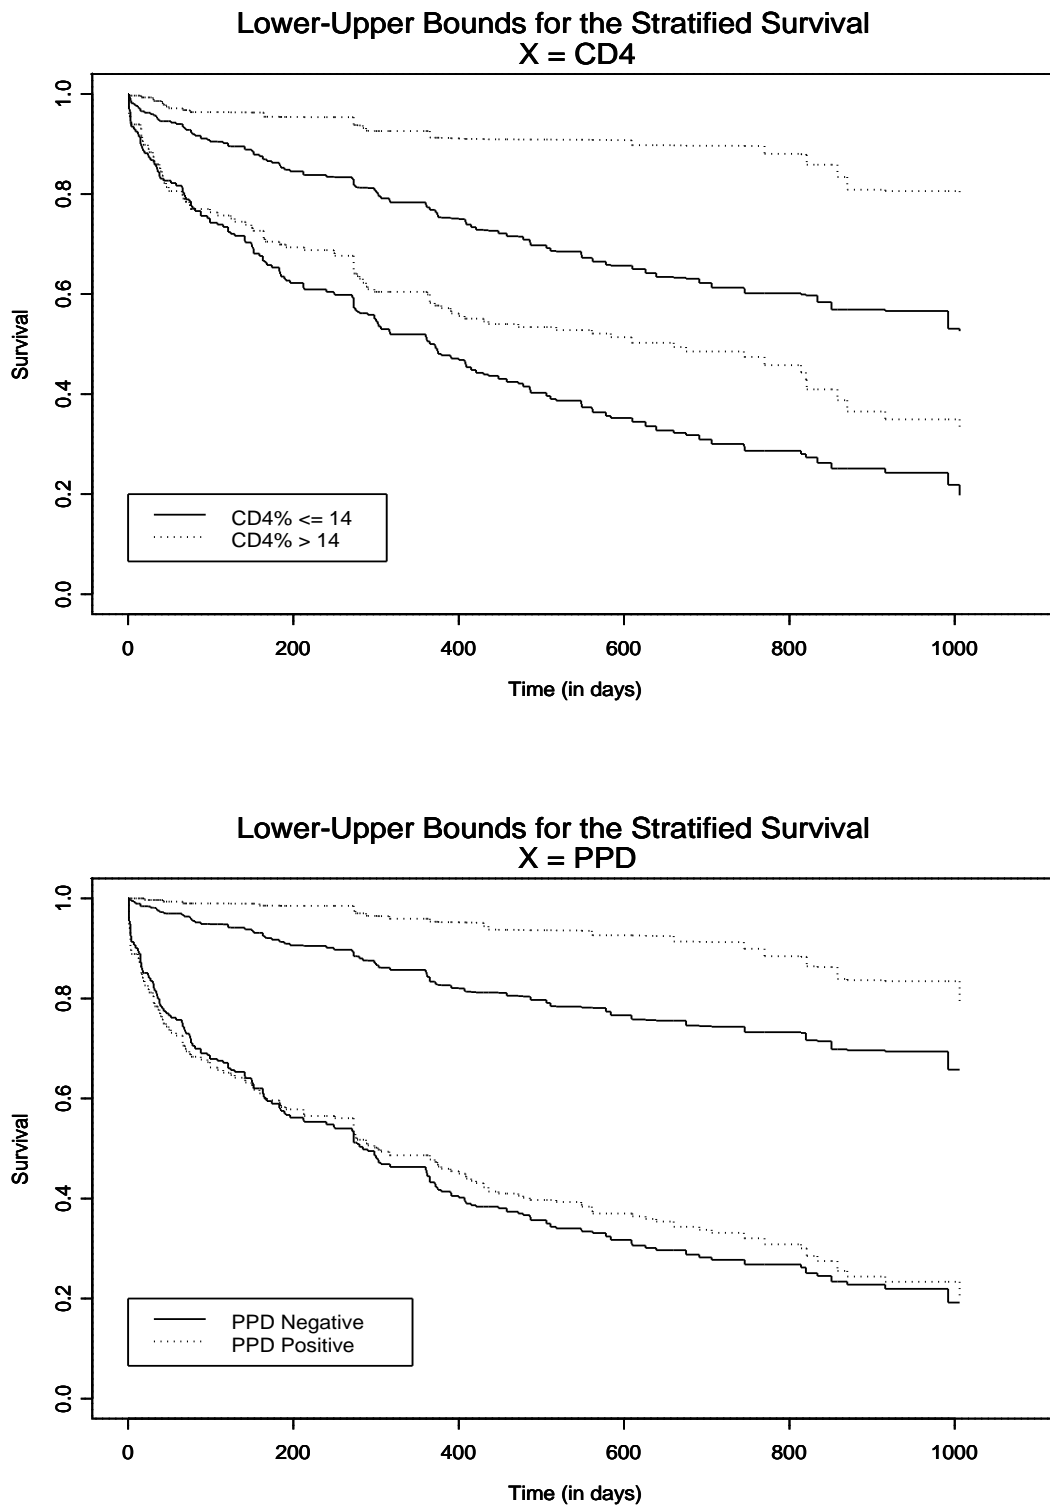 Lower-Upper Bounds for the Stratified Survival
X = CD4
1.0
0.8
0.6
0.4
0.2
0.0
Survival
CD4% <= 14
CD4% > 14
0 200 400 600 800 1000
Time (in days)
Lower-Upper Bounds for the Stratified Survival
X = PPD
1.0
0.8
0.6
0.4
0.2
0.0
Survival
PPD Negative
PPD Positive
0 200 400 600 800 1000
Time (in days)